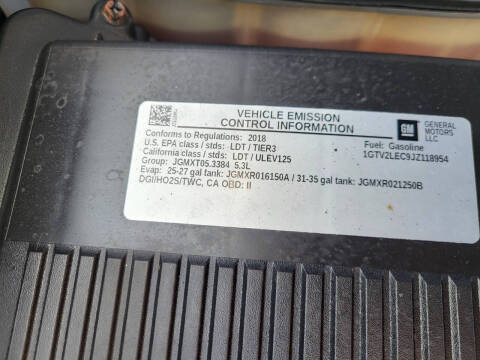 VEHICLE EMISSION
CONTROL INFORMATION
GM
GENERAL
MOTORS
LLC
Conforms to Regulations: 2018
U.S. EPA class / stds: LDT / TIER3
Fuel: Gasoline
California class / stds: LDT / ULEV125
1GTV2LEC9JZ118954
Group: JGMXT05.3384 5.3L
Evap: 25-27 gal tank: JGMXR016150A / 31-35 gal tank: JGMXR021250B
DGI/HO2S/TWC, CA OBD: II